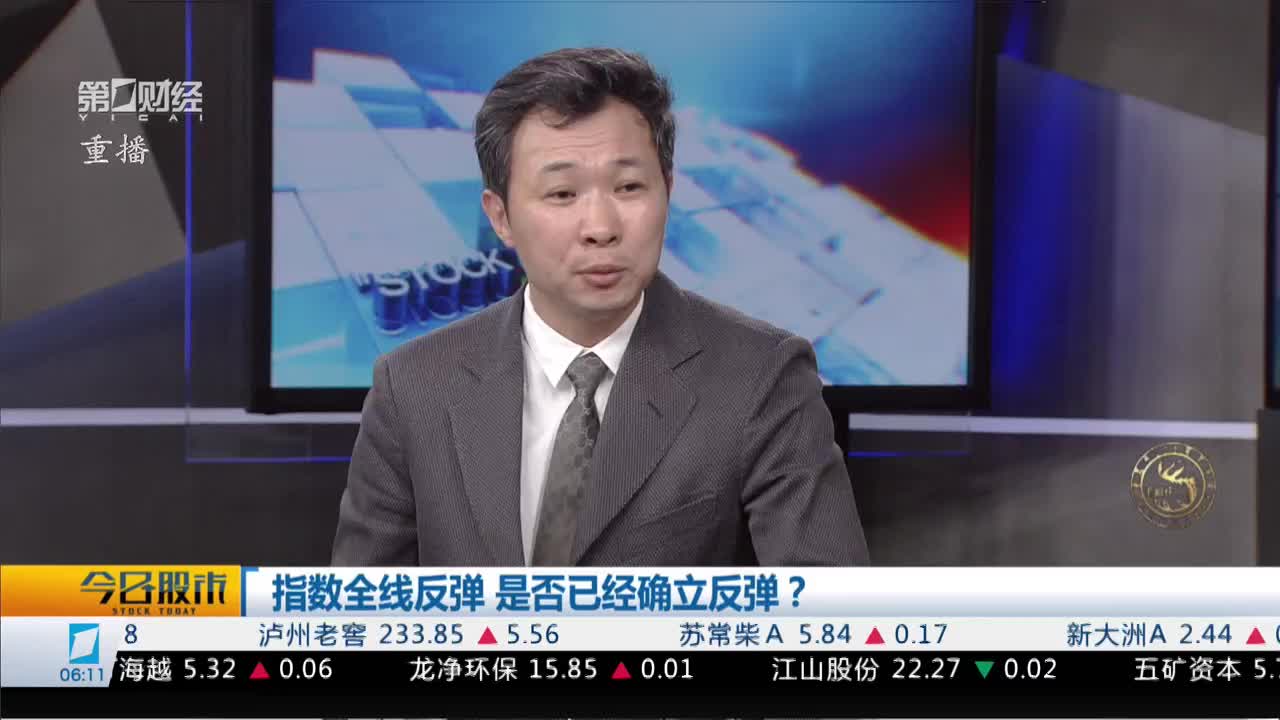 第一财经
YICAI
重播
"STOCK
今日股市
STOCK TODAY
指数全线反弹 是否已经确立反弹？
8 泸州老窖 233.85 ▲ 5.56 苏常柴A 5.84 ▲ 0.17 新大洲A 2.44 ▲
06:11
海越 5.32 ▲ 0.06 龙净环保 15.85 ▲ 0.01 江山股份 22.27 ▼ 0.02 五矿资本